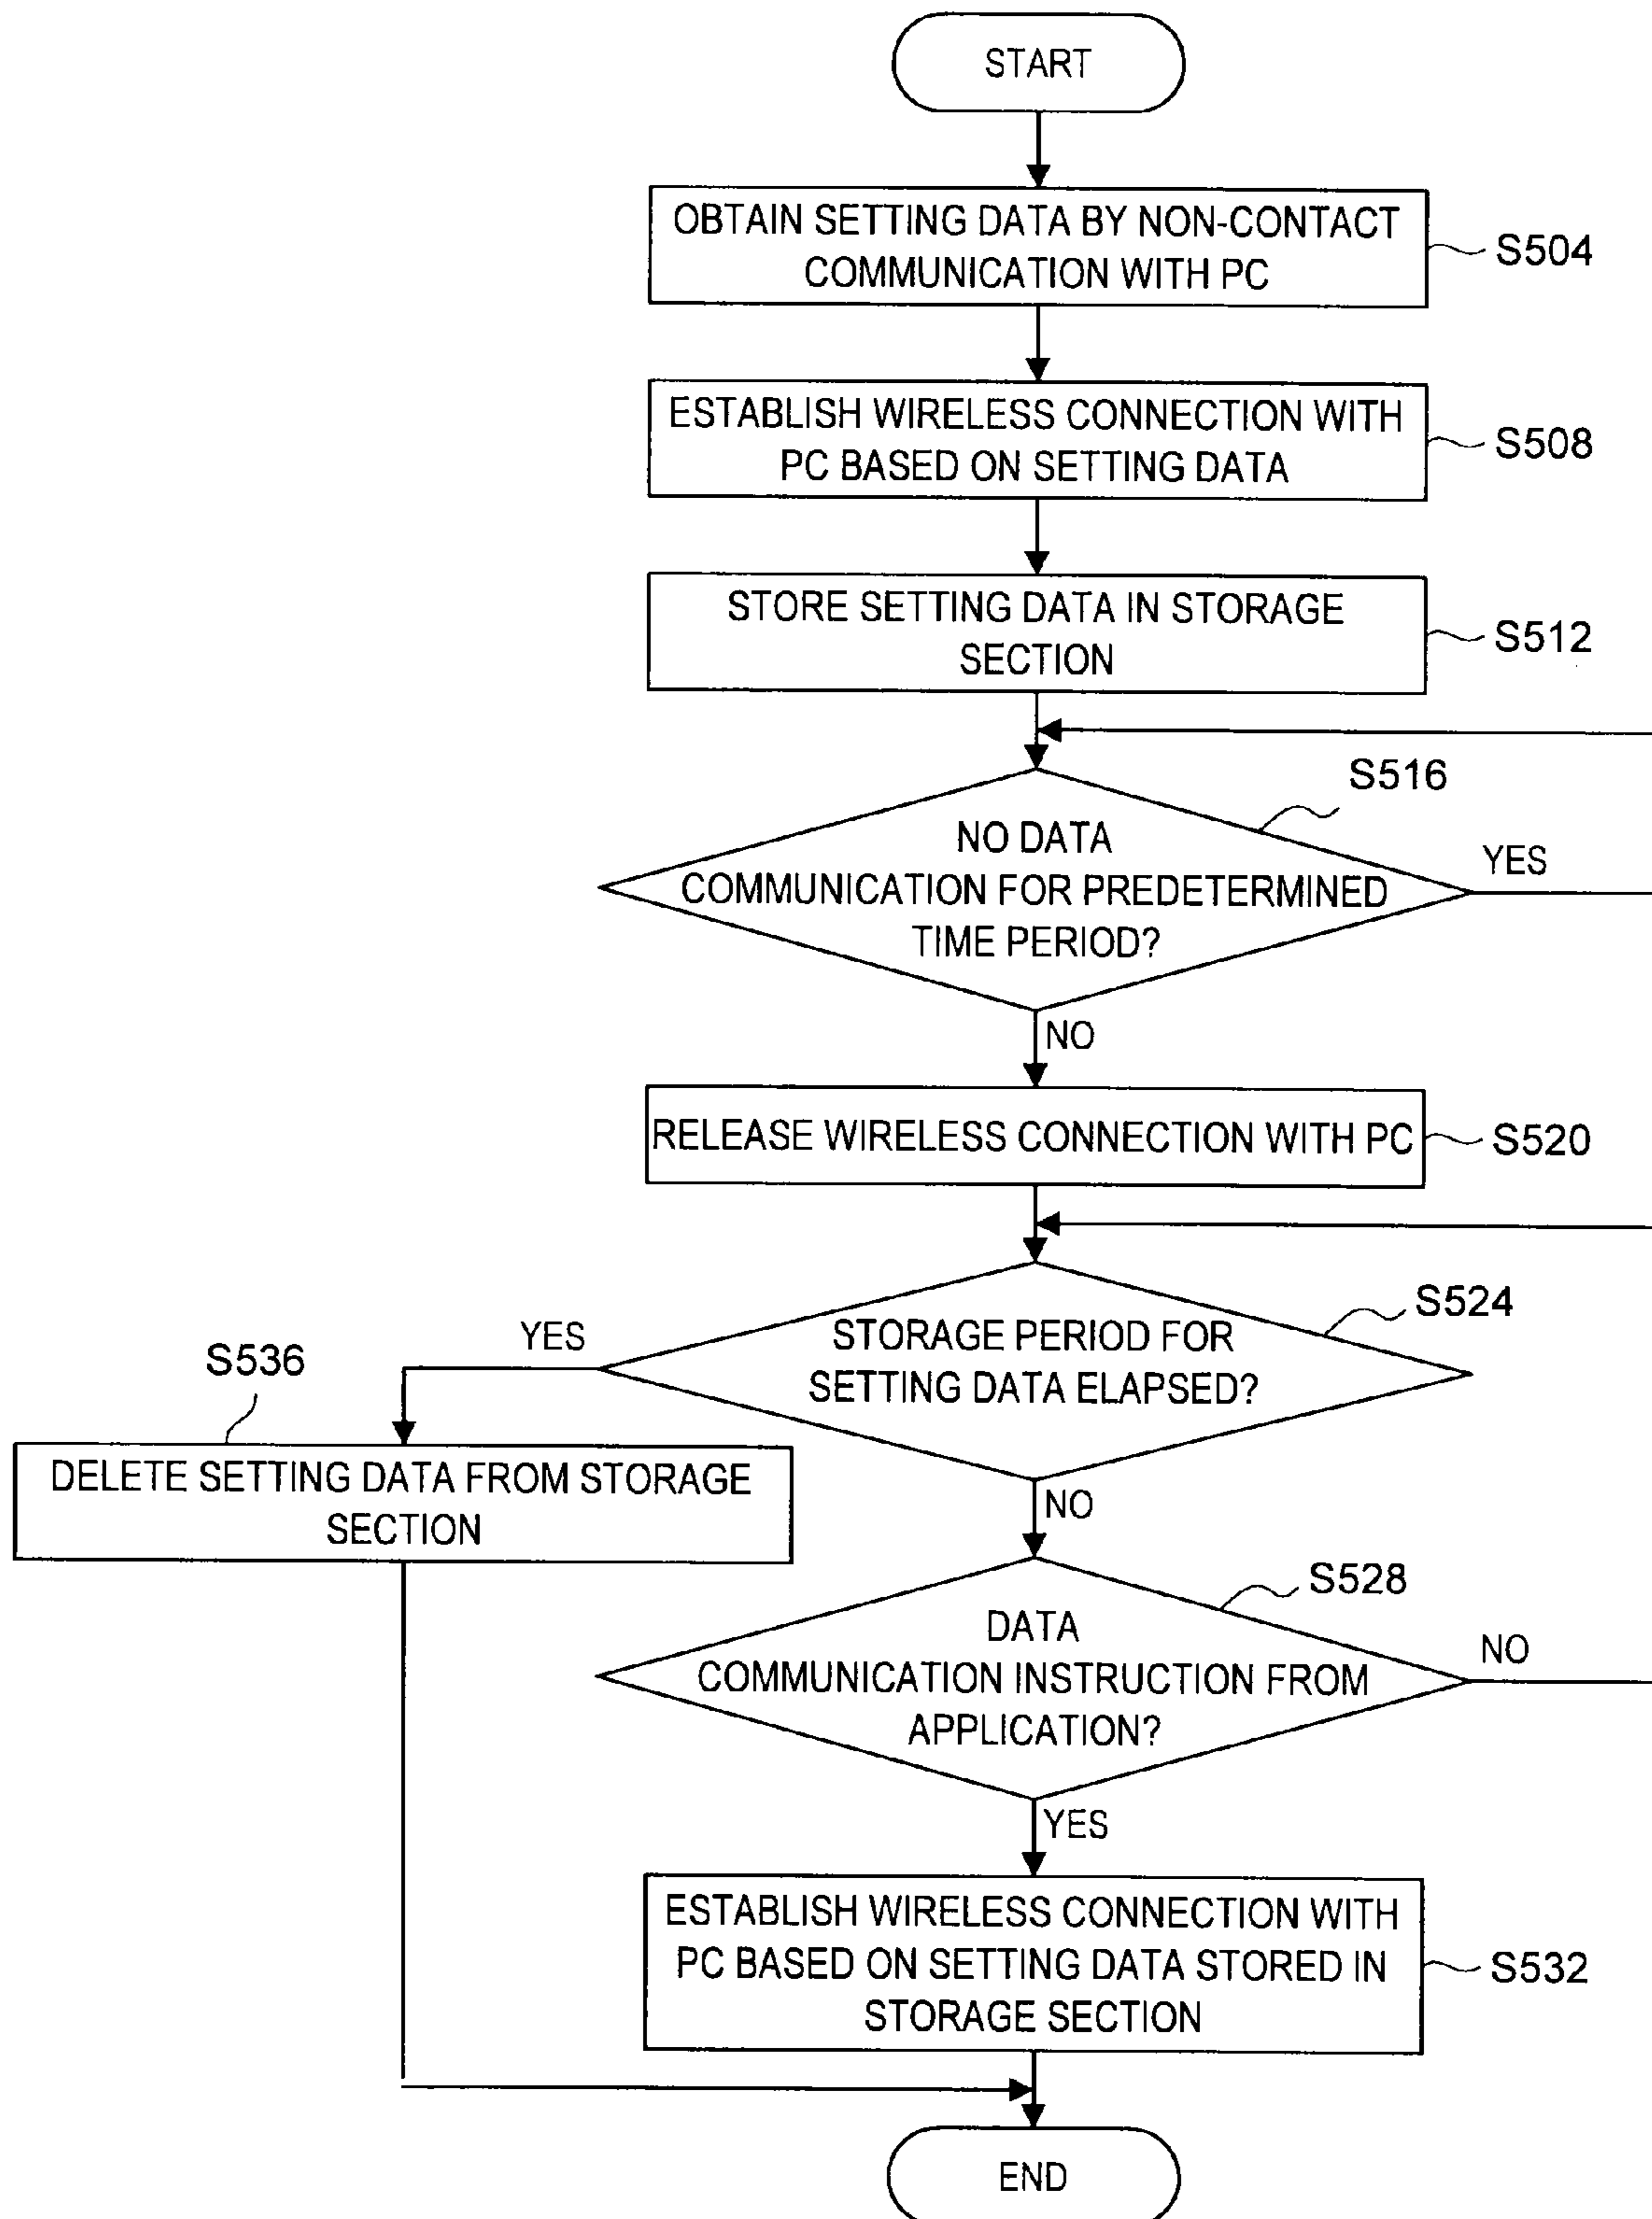 START
OBTAIN SETTING DATA BY NON-CONTACT
COMMUNICATION WITH PC
S504
ESTABLISH WIRELESS CONNECTION WITH
PC BASED ON SETTING DATA
S508
STORE SETTING DATA IN STORAGE
SECTION
S512
S516
NO DATA
COMMUNICATION FOR PREDETERMINED
TIME PERIOD?
YES
NO
RELEASE WIRELESS CONNECTION WITH PC
S520
S524
STORAGE PERIOD FOR
SETTING DATA ELAPSED?
YES
S536
DELETE SETTING DATA FROM STORAGE
SECTION
NO
S528
DATA
COMMUNICATION INSTRUCTION FROM
APPLICATION?
NO
YES
ESTABLISH WIRELESS CONNECTION WITH
PC BASED ON SETTING DATA STORED IN
STORAGE SECTION
S532
END